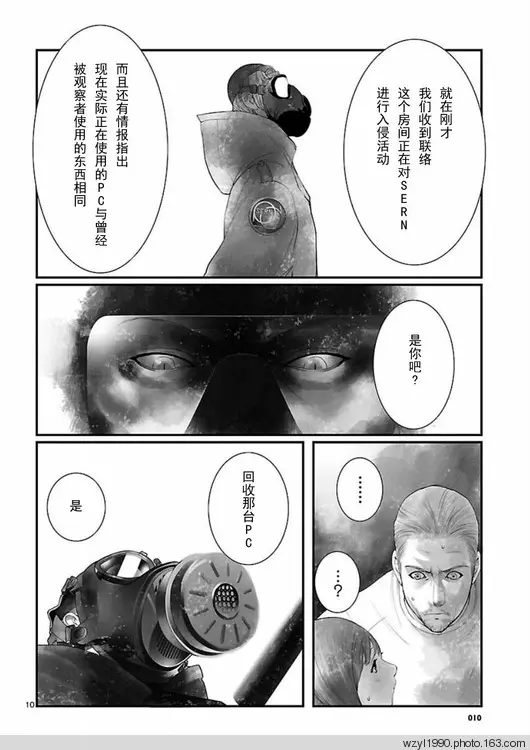 就在刚才
我们收到联络
这个房间正在对SERN
进行入侵活动
而且还有情报指出
现在实际正在使用的PC与曾经
被观察者使用的东西相同
是你吧?
……
…?
回收那台PC
是
10
010
wzyl1990.photo.163.com